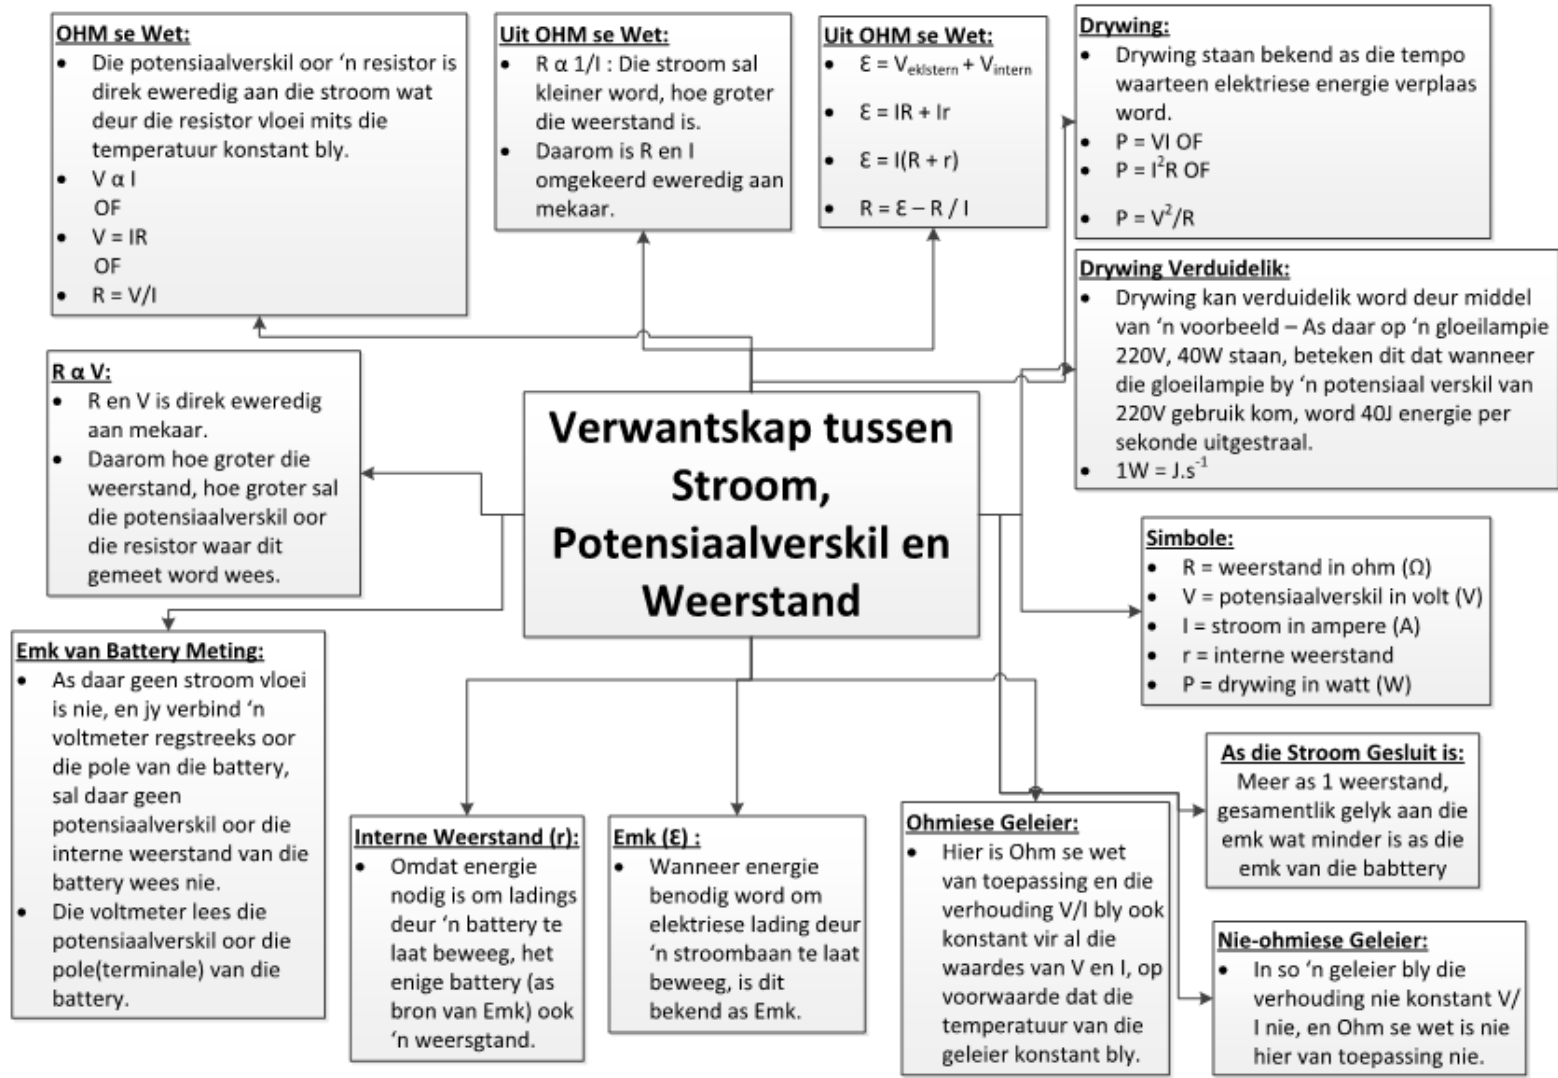 OHM se Wet:
• Die potensiaalverskil oor ‘n resistor is
direk eweredig aan die stroom wat
deur die resistor vloei mits die
temperatuur konstant bly.
• V α I
OF
• V = IR
OF
• R = V/I
Uit OHM se Wet:
• R α 1/I : Die stroom sal
kleiner word, hoe groter
die weerstand is.
• Daarom is R en I
omgekeerd eweredig aan
mekaar.
Uit OHM se Wet:
• Ɛ = Veklstern + Vintern
• Ɛ = IR + Ir
• Ɛ = I(R + r)
• R = Ɛ – R / I
Drywing:
• Drywing staan bekend as die tempo
waarteen elektriese energie verplaas
word.
• P = VI OF
• P = I²R OF
• P = V²/R
Drywing Verduidelik:
• Drywing kan verduidelik word deur middel
van ‘n voorbeeld – As daar op ‘n gloeilampie
220V, 40W staan, beteken dit dat wanneer
die gloeilampie by ‘n potensiaal verskil van
220V gebruik kom, word 40J energie per
sekonde uitgestraal.
• 1W = J.s⁻¹
R α V:
• R en V is direk eweredig
aan mekaar.
• Daarom hoe groter die
weerstand, hoe groter sal
die potensiaalverskil oor
die resistor waar dit
gemeet word wees.
Verwantskap tussen
Stroom,
Potensiaalverskil en
Weerstand
Simbole:
• R = weerstand in ohm (Ω)
• V = potensiaalverskil in volt (V)
• I = stroom in ampere (A)
• r = interne weerstand
• P = drywing in watt (W)
Emk van Battery Meting:
• As daar geen stroom vloei
is nie, en jy verbind ‘n
voltmeter regstreeks oor
die pole van die battery,
sal daar geen
potensiaalverskil oor die
interne weerstand van die
battery wees nie.
• Die voltmeter lees die
potensiaalverskil oor die
pole(terminale) van die
battery.
Interne Weerstand (r):
• Omdat energie
nodig is om ladings
deur ‘n battery te
laat beweeg, het
enige battery (as
bron van Emk) ook
‘n weersgtand.
Emk (Ɛ) :
• Wanneer energie
benodig word om
elektriese lading deur
‘n stroombaan te laat
beweeg, is dit
bekend as Emk.
Ohmiese Geleier:
• Hier is Ohm se wet
van toepassing en die
verhouding V/I bly ook
konstant vir al die
waardes van V en I, op
voorwaarde dat die
temperatuur van die
geleier konstant bly.
As die Stroom Gesluit is:
Meer as 1 weerstand,
gesamentlik gelyk aan die
emk wat minder is as die
emk van die babttery
Nie-ohmiese Geleier:
• In so ‘n geleier bly die
verhouding nie konstant V/
I nie, en Ohm se wet is nie
hier van toepassing nie.